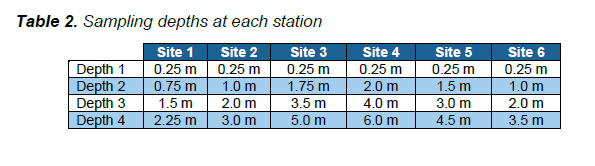 Table 2. Sampling depths at each station
Site 1 Site 2 Site 3 Site 4 Site 5 Site 6
Depth 1 0.25 m 0.25 m 0.25 m 0.25 m 0.25 m 0.25 m
Depth 2 0.75 m 1.0 m 1.75 m 2.0 m 1.5 m 1.0 m
Depth 3 1.5 m 2.0 m 3.5 m 4.0 m 3.0 m 2.0 m
Depth 4 2.25 m 3.0 m 5.0 m 6.0 m 4.5 m 3.5 m